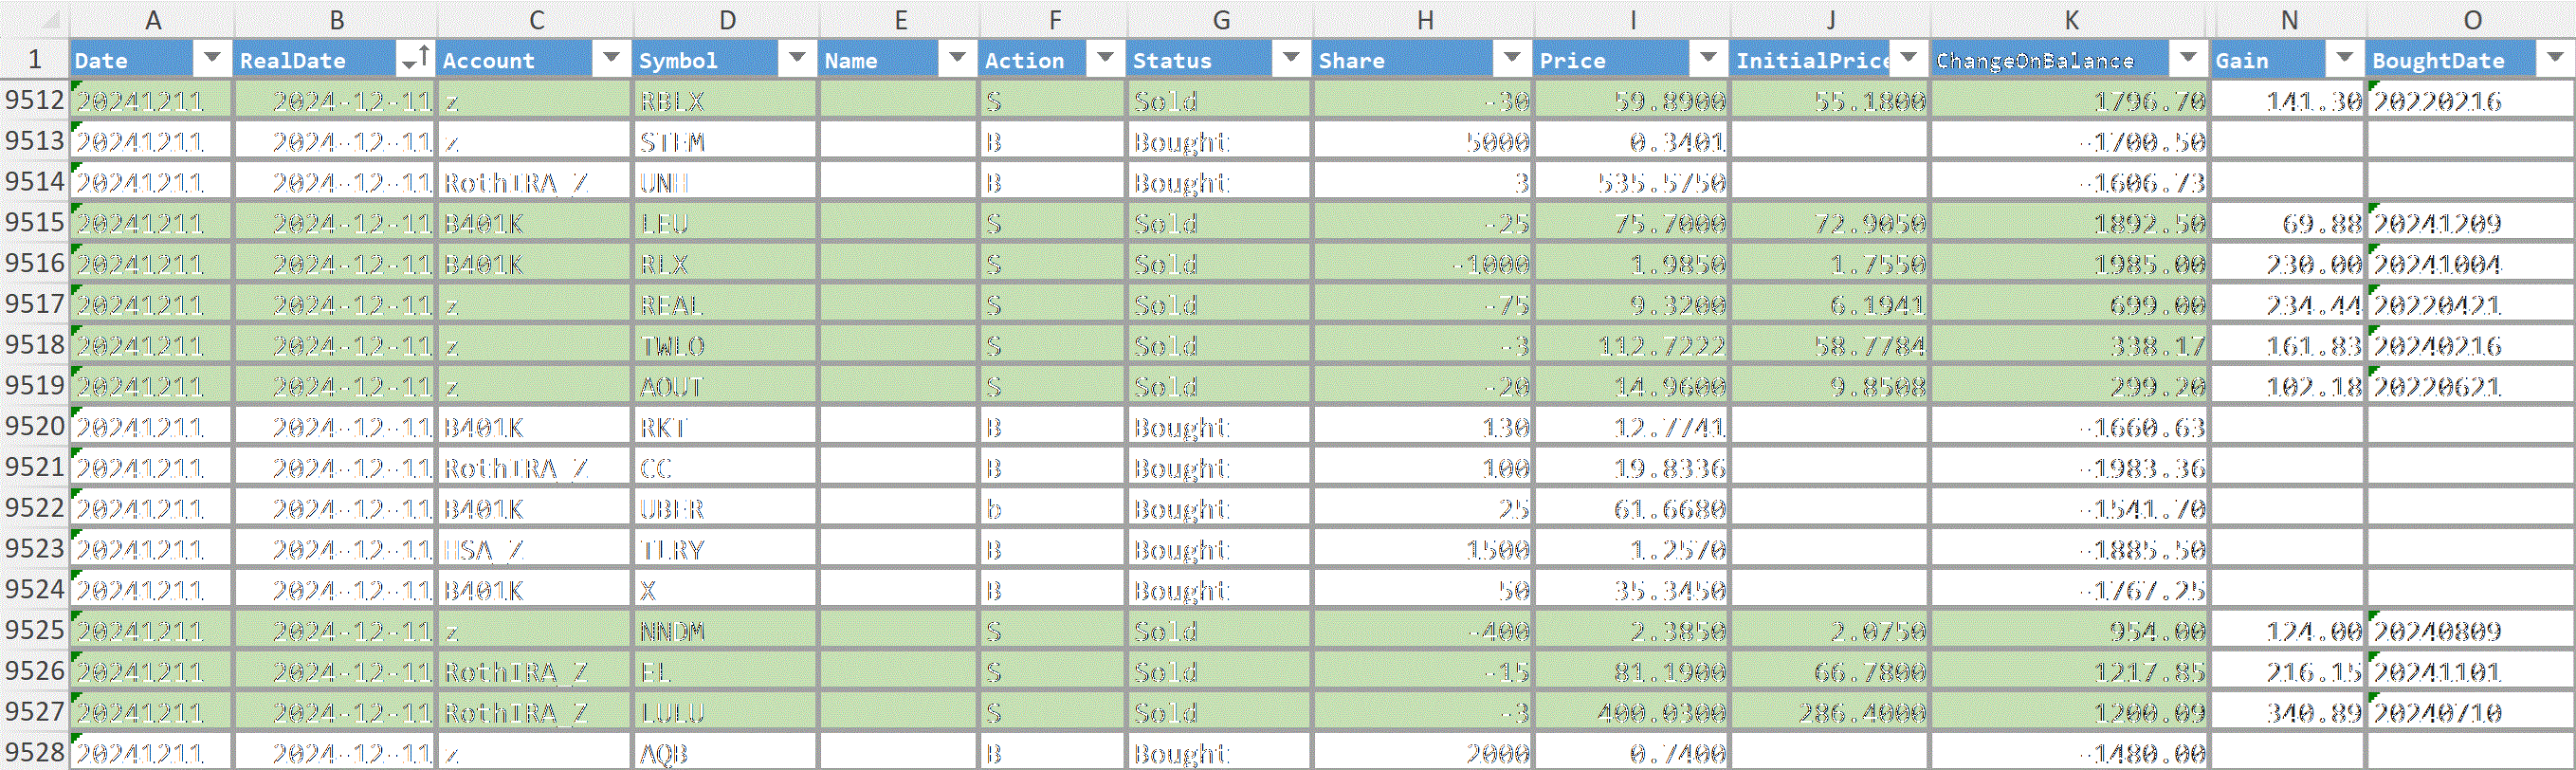 A B C D E F G H I J K N O
1 Date RealDate Account Symbol Name Action Status Share Price InitialPrice ChangeOnBalance Gain BoughtDate
9512 20241211 2024-12-11 z RBLX S Sold -30 59.8900 55.1800 1796.70 141.30 20220216
9513 20241211 2024-12-11 z STEM B Bought 5000 0.3401 -1700.50
9514 20241211 2024-12-11 RothIRA_Z UNH B Bought 3 535.5750 -1606.73
9515 20241211 2024-12-11 B401K LEU S Sold -25 75.7000 72.9050 1892.50 69.88 20241209
9516 20241211 2024-12-11 B401K RLX S Sold -1000 1.9850 1.7550 1985.00 230.00 20241004
9517 20241211 2024-12-11 z REAL S Sold -75 9.3200 6.1941 699.00 234.44 20220421
9518 20241211 2024-12-11 z TWLO S Sold -3 112.7222 58.7784 338.17 161.83 20240216
9519 20241211 2024-12-11 z AOUT S Sold -20 14.9600 9.8508 299.20 102.18 20220621
9520 20241211 2024-12-11 B401K RKT B Bought 130 12.7741 -1660.63
9521 20241211 2024-12-11 RothIRA_Z CC B Bought 100 19.8336 -1983.36
9522 20241211 2024-12-11 B401K UBER b Bought 25 61.6680 -1541.70
9523 20241211 2024-12-11 HSA_Z TLRY B Bought 1500 1.2570 -1885.50
9524 20241211 2024-12-11 B401K X B Bought 50 35.3450 -1767.25
9525 20241211 2024-12-11 z NNDM S Sold -400 2.3850 2.0750 954.00 124.00 20240809
9526 20241211 2024-12-11 RothIRA_Z EL S Sold -15 81.1900 66.7800 1217.85 216.15 20241101
9527 20241211 2024-12-11 RothIRA_Z LULU S Sold -3 400.0300 286.4000 1200.09 340.89 20240710
9528 20241211 2024-12-11 z AQB B Bought 2000 0.7400 -1480.00